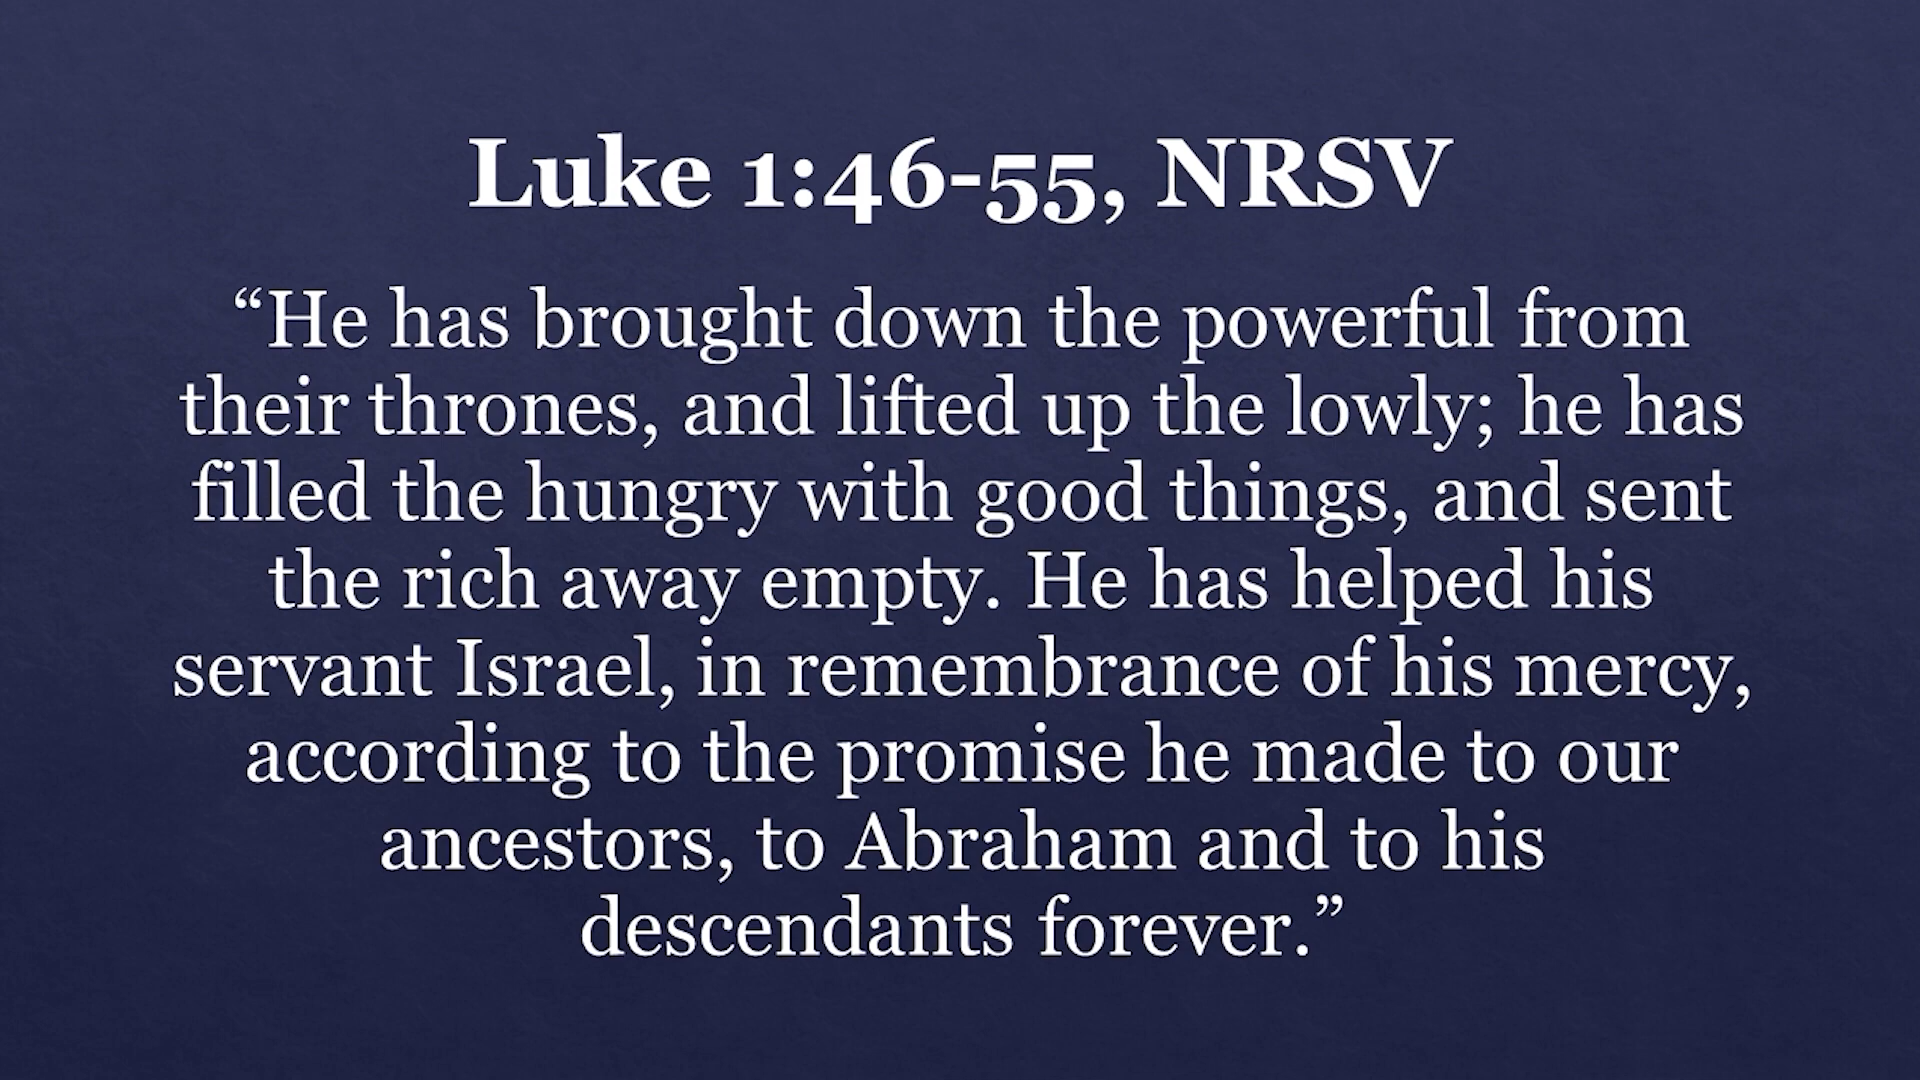 Luke 1:46-55, NRSV
“He has brought down the powerful from
their thrones, and lifted up the lowly; he has
filled the hungry with good things, and sent
the rich away empty. He has helped his
servant Israel, in remembrance of his mercy,
according to the promise he made to our
ancestors, to Abraham and to his
descendants forever.”